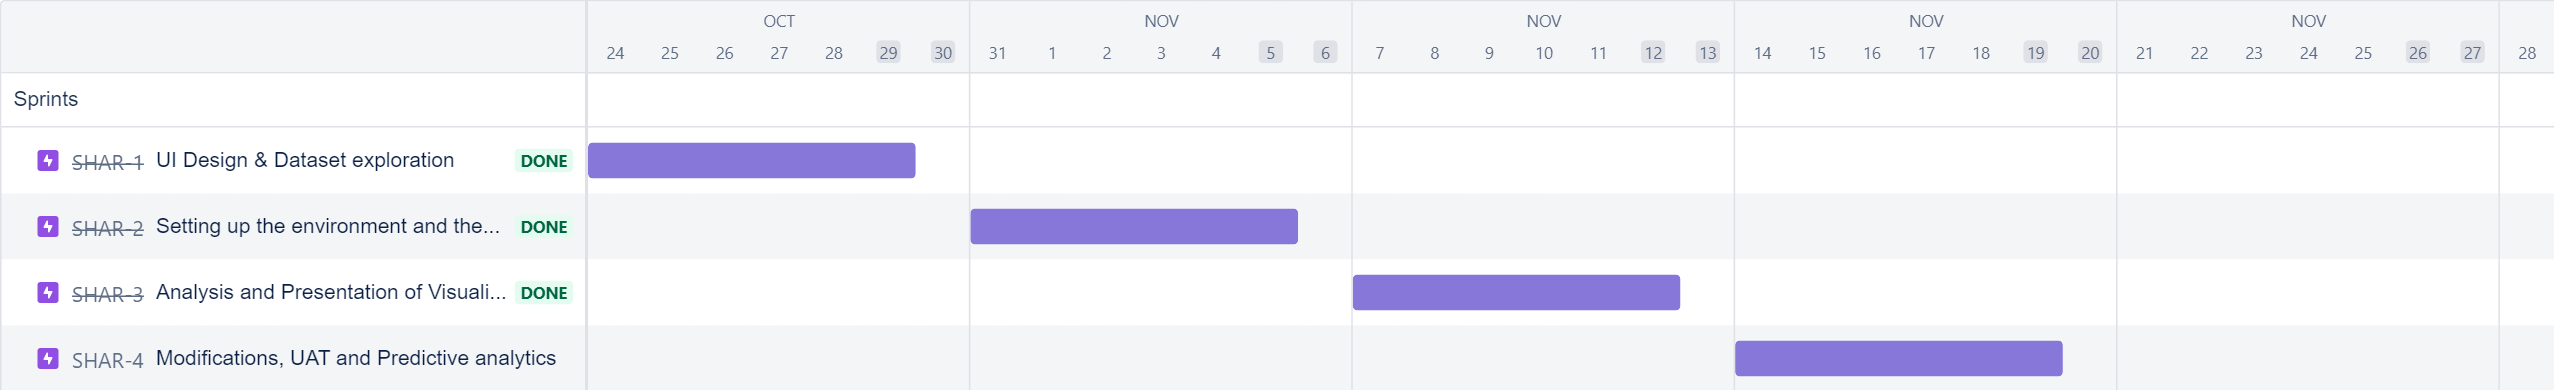 OCT NOV NOV NOV NOV
24 25 26 27 28 29 30 31 1 2 3 4 5 6 7 8 9 10 11 12 13 14 15 16 17 18 19 20 21 22 23 24 25 26 27 28
Sprints
SHAR-1 UI Design & Dataset exploration DONE
SHAR-2 Setting up the environment and the... DONE
SHAR-3 Analysis and Presentation of Visuali... DONE
SHAR-4 Modifications, UAT and Predictive analytics